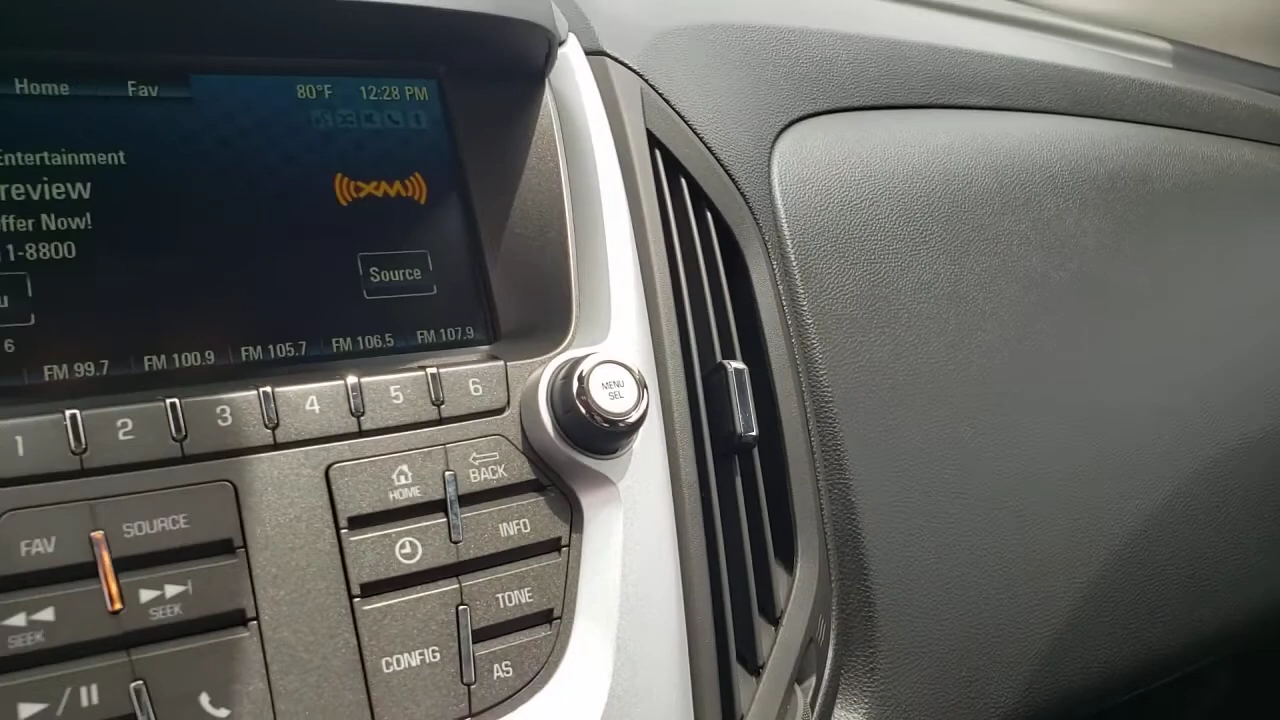 Home Fav 80°F 12:28 PM
Entertainment
review
ffer Now!
1-8800
XM
Source
u
6 FM 99.7 FM 100.9 FM 105.7 FM 106.5 FM 107.9
1 2 3 4 5 6
MENU
SEL
HOME
BACK
INFO
TONE
CONFIG
AS
FAV
SOURCE
SEEK
SEEK